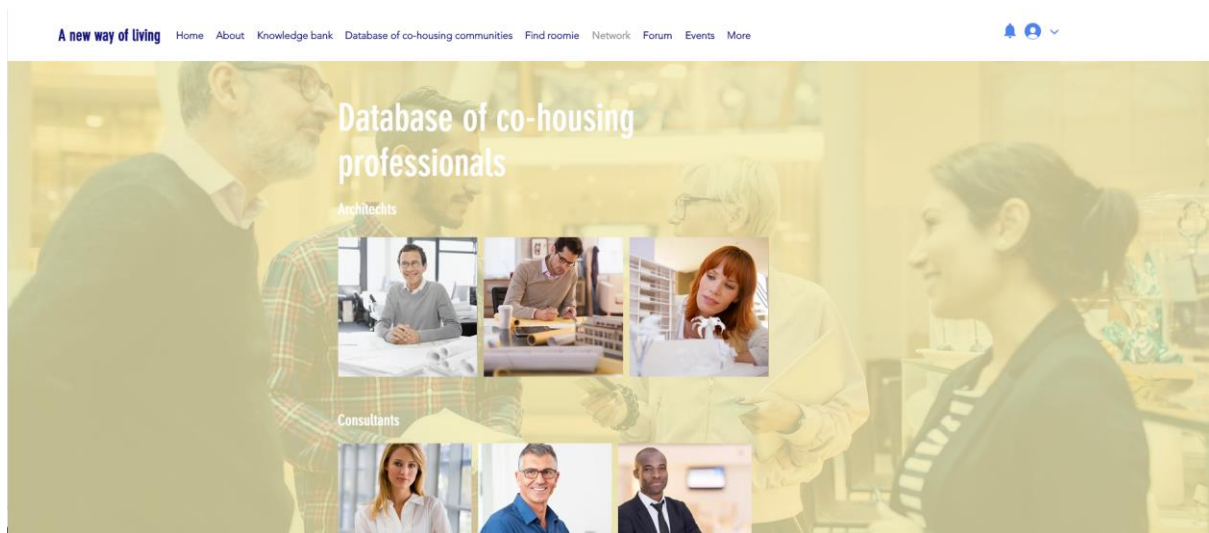 A new way of living Home About Knowledge bank Database of co-housing communities Find roomie Network Forum Events More
Database of co-housing
professionals
Architechts
Consultants